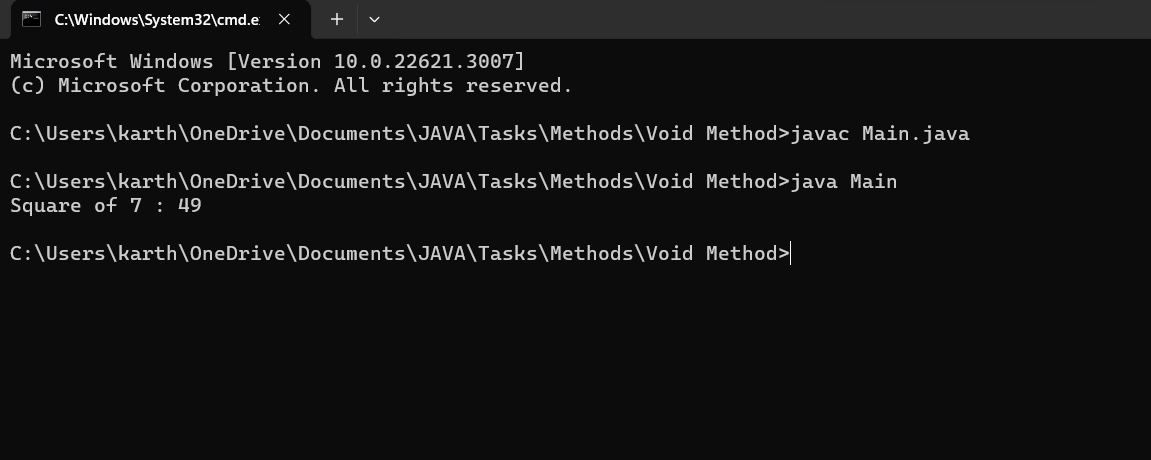 C:\Windows\System32\cmd.e
Microsoft Windows [Version 10.0.22621.3007]
(c) Microsoft Corporation. All rights reserved.
C:\Users\karth\OneDrive\Documents\JAVA\Tasks\Methods\Void Method>javac Main.java
C:\Users\karth\OneDrive\Documents\JAVA\Tasks\Methods\Void Method>java Main
Square of 7 : 49
C:\Users\karth\OneDrive\Documents\JAVA\Tasks\Methods\Void Method>